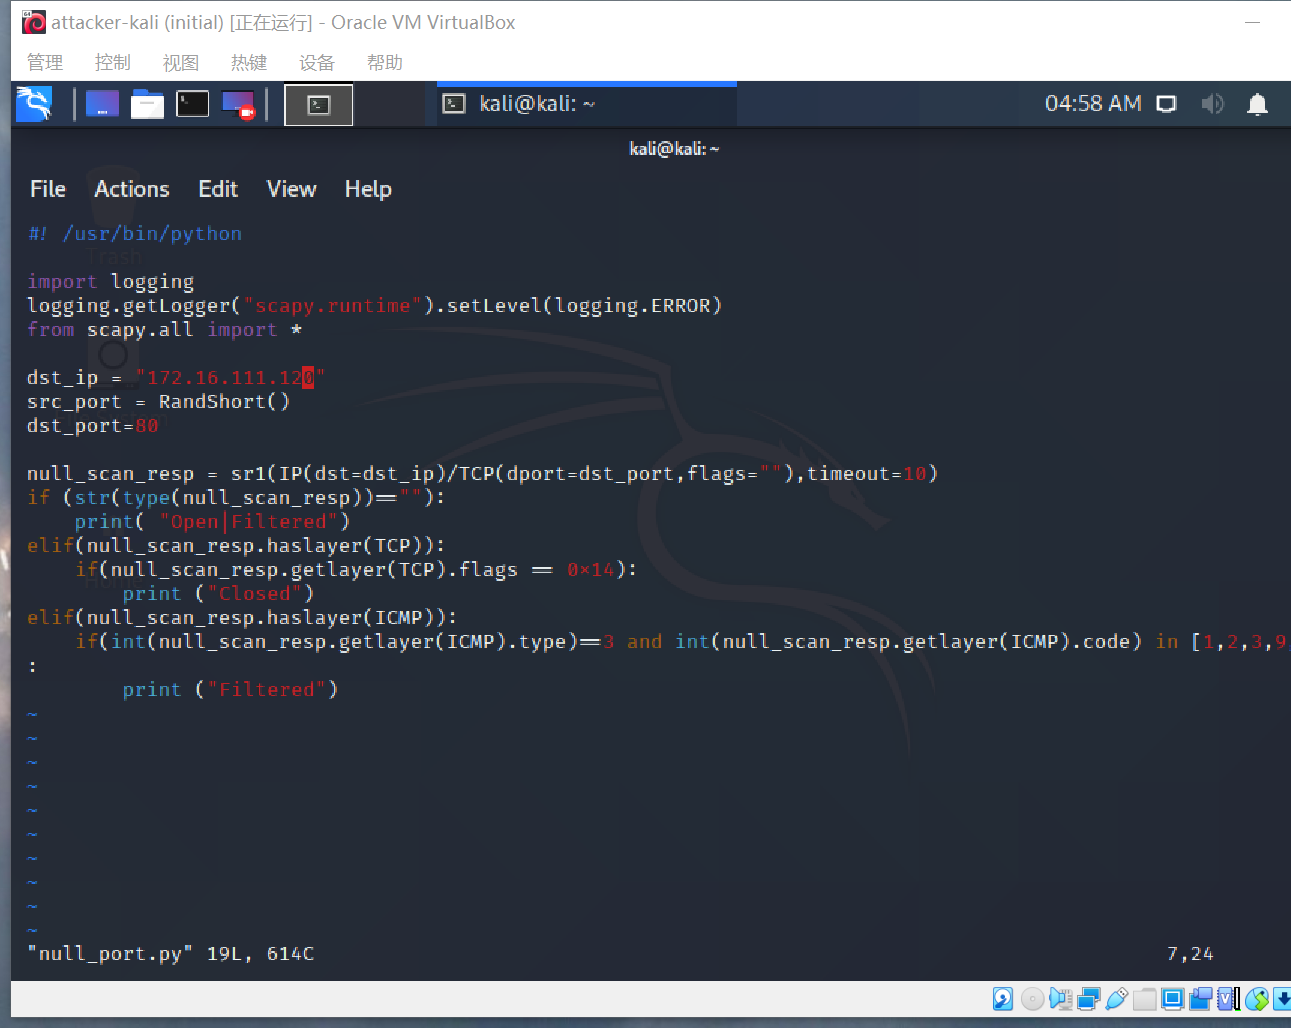 attacker-kali (initial) [正在运行] - Oracle VM VirtualBox
管理 控制 视图 热键 设备 帮助
kali@kali: ~ 04:58 AM
kali@kali: ~
File Actions Edit View Help
#! /usr/bin/python
Trash
import logging
logging.getLogger("scapy.runtime").setLevel(logging.ERROR)
from scapy.all import *
dst_ip = "172.16.111.120"
src_port = RandShort()
dst_port=80
null_scan_resp = sr1(IP(dst=dst_ip)/TCP(dport=dst_port,flags=""),timeout=10)
if (str(type(null_scan_resp))==""):
    print( "Open|Filtered")
elif(null_scan_resp.haslayer(TCP)):
    if(null_scan_resp.getlayer(TCP).flags == 0×14):
        print ("Closed")
elif(null_scan_resp.haslayer(ICMP)):
    if(int(null_scan_resp.getlayer(ICMP).type)==3 and int(null_scan_resp.getlayer(ICMP).code) in [1,2,3,9,
:
        print ("Filtered")
~
~
~
~
~
~
~
~
~
~
"null_port.py" 19L, 614C 7,24